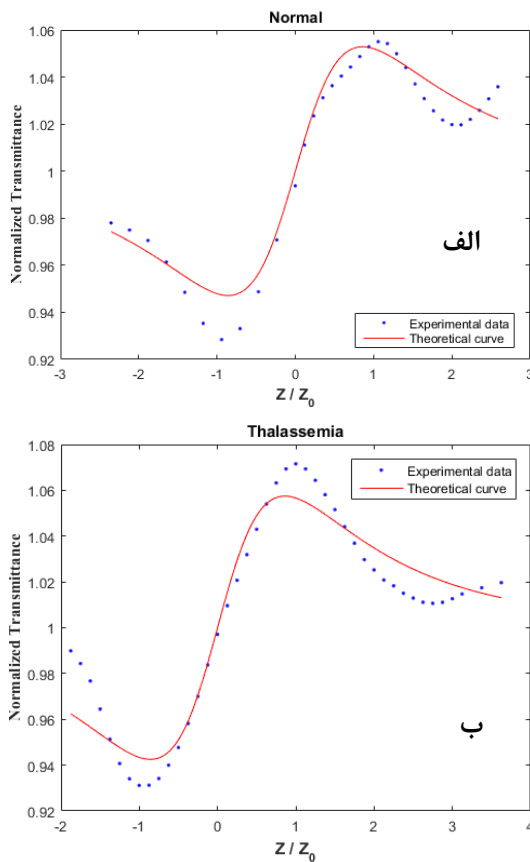 Normal
1.06
1.04
1.02
1
0.98
0.96
0.94
0.92
Normalized Transmittance
الف
Experimental data
Theoretical curve
-3 -2 -1 0 1 2 3
Z / Z0
Thalassemia
1.08
1.06
1.04
1.02
1
0.98
0.96
0.94
0.92
Normalized Transmittance
Experimental data
Theoretical curve
ب
-2 -1 0 1 2 3 4
Z / Z0